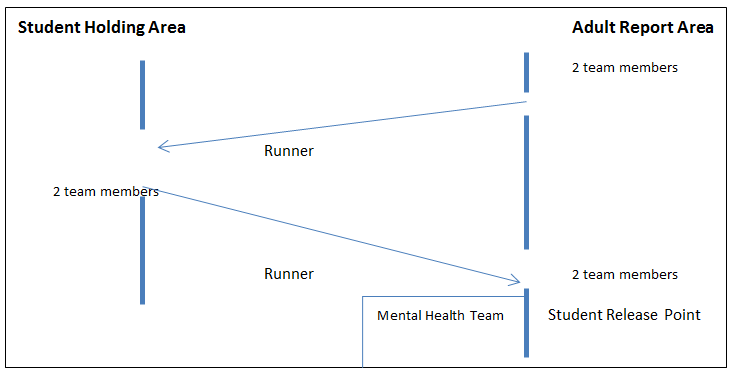 Student Holding Area
Adult Report Area
2 team members
Runner
2 team members
Runner
2 team members
Mental Health Team
Student Release Point